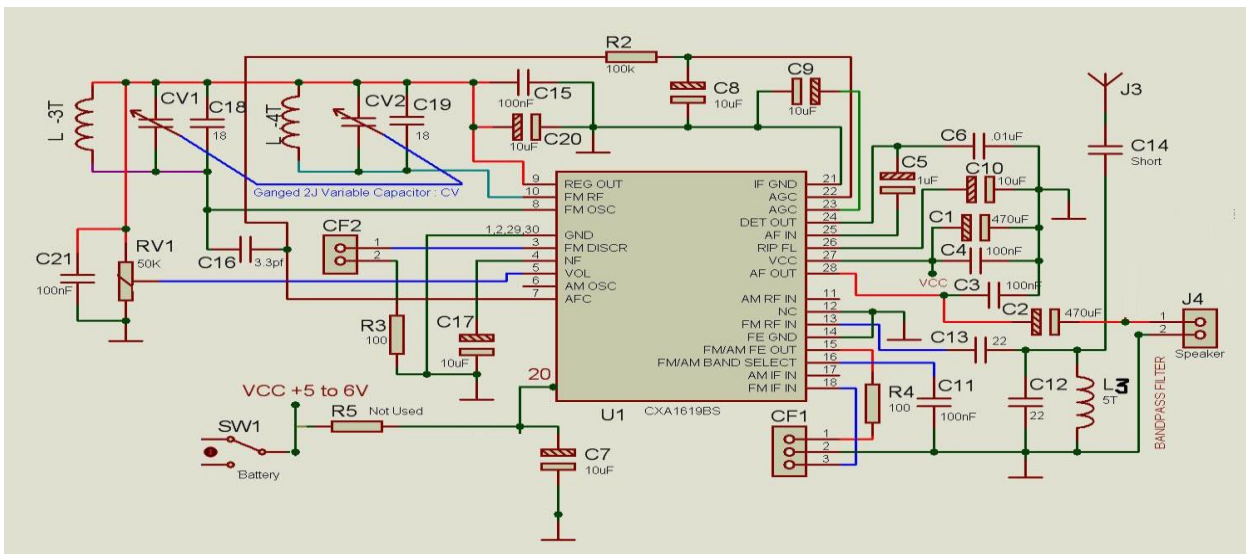 R2
100k
L -3T
CV1
C18
18
L -4T
CV2
C19
18
C15
100nF
C20
10uF
C8
10uF
C9
10uF
J3
C14
Short
C6
.01uF
C5
1uF
C10
10uF
C1
470uF
C4
100nF
C3
100nF
C2
470uF
VCC
Ganged 2J Variable Capacitor : CV
9 REG OUT
10 FM RF
8 FM OSC
1,2,29,30 GND
3 FM DISCR
4 NF
5 VOL
6 AM OSC
7 AFC
20
IF GND 21
AGC 22
AGC 23
DET OUT 24
AF IN 25
RIP FL 26
VCC 27
AF OUT 28
AM RF IN 11
NC 12
FM RF IN 13
FE GND 14
FM/AM FE OUT 15
FM/AM BAND SELECT 16
AM IF IN 17
FM IF IN 18
U1
CXA1619BS
C21
100nF
RV1
50K
C16
3.3pf
CF2
1
2
R3
100
C17
10uF
VCC +5 to 6V
R5
Not Used
SW1
Battery
C7
10uF
R4
100
CF1
1
2
3
C11
100nF
C13
22
C12
22
L3
5T
BANDPASS FILTER
J4
1
2
Speaker